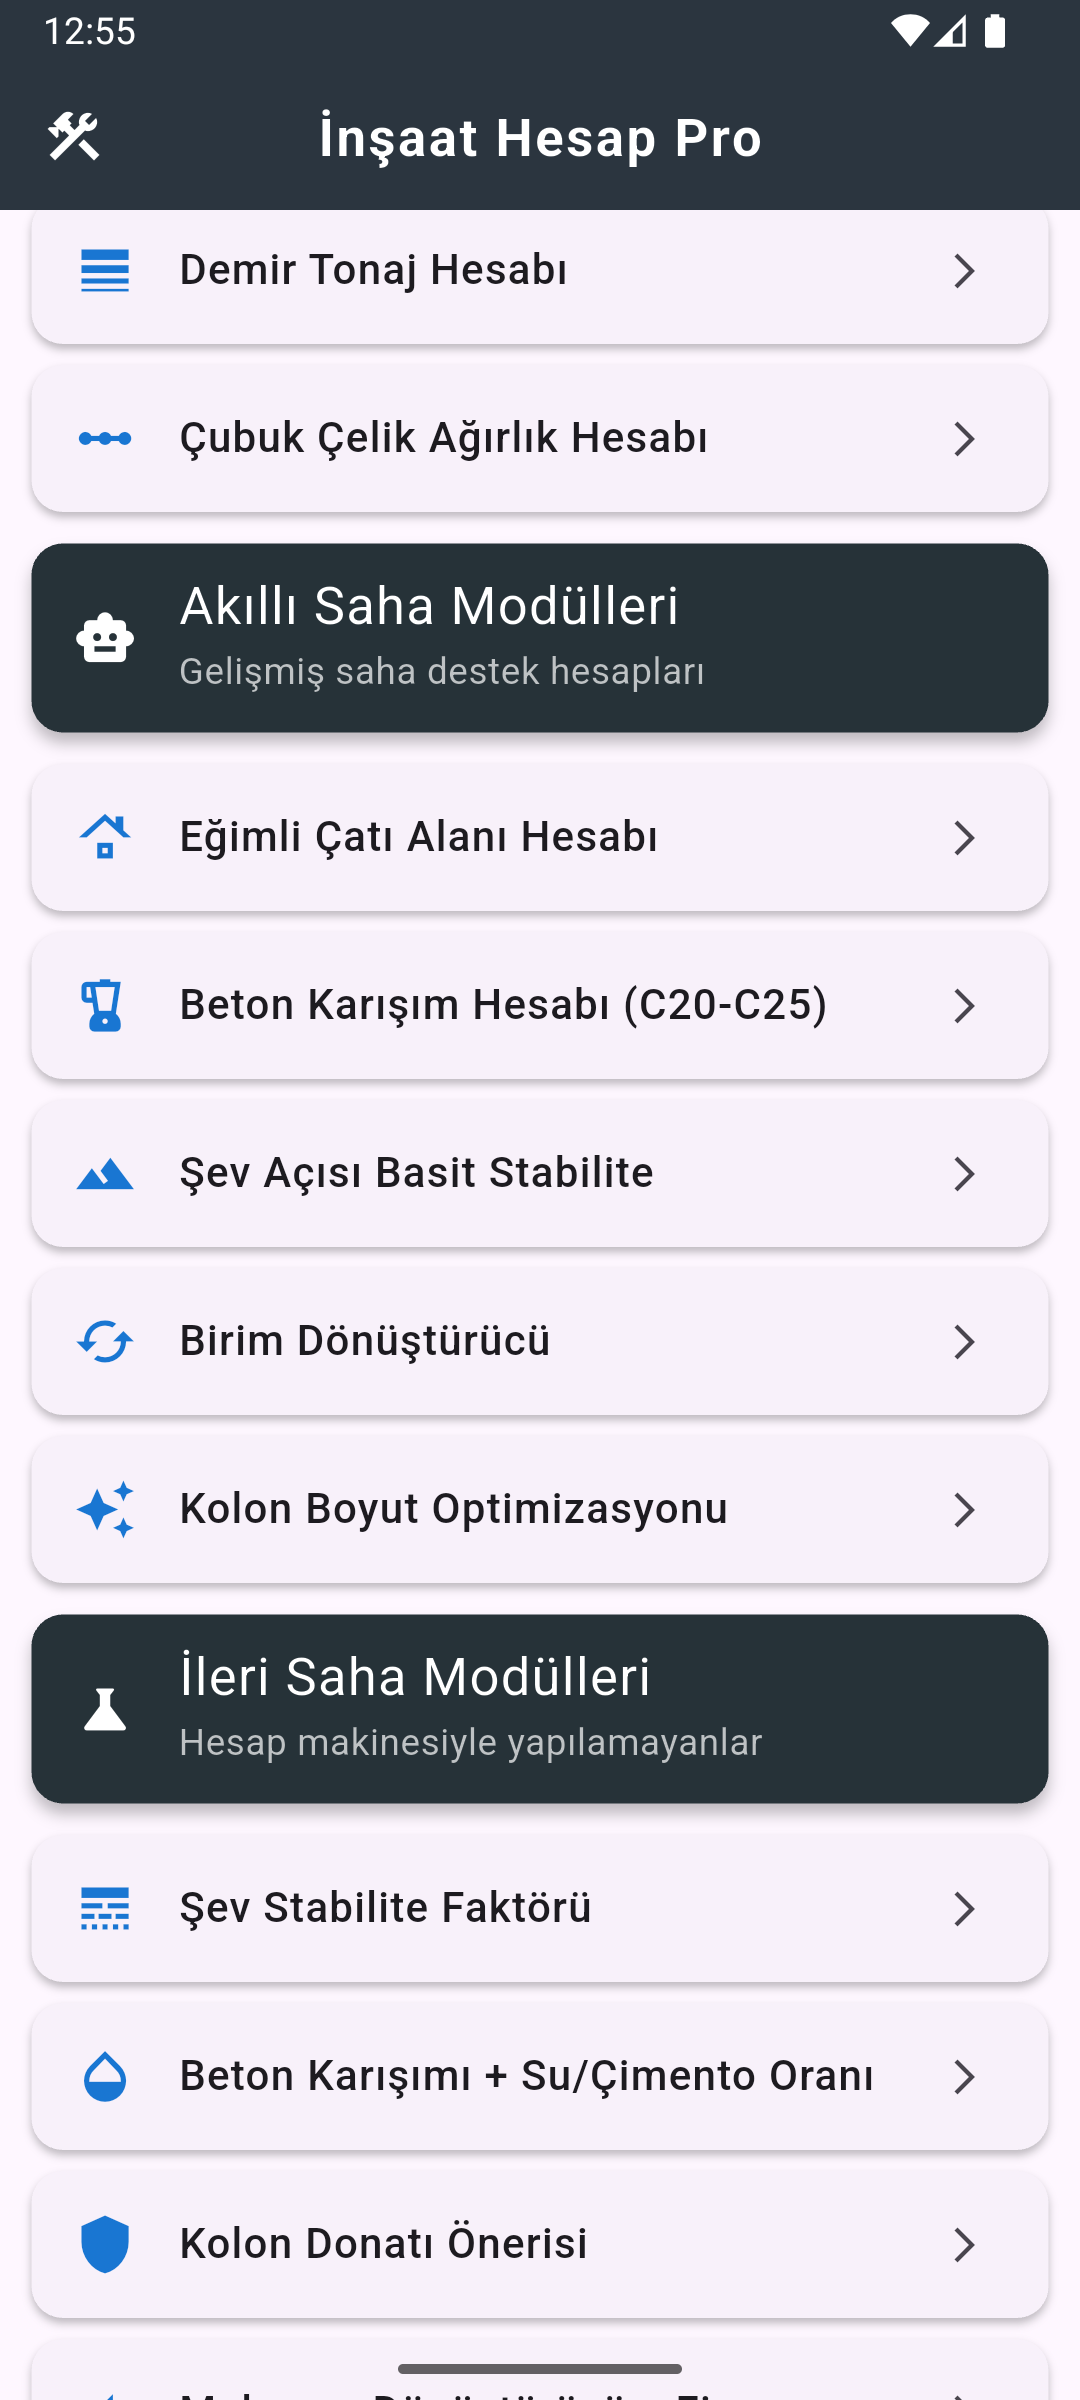 12:55
İnşaat Hesap Pro
Demir Tonaj Hesabı
Çubuk Çelik Ağırlık Hesabı
Akıllı Saha Modülleri
Gelişmiş saha destek hesapları
Eğimli Çatı Alanı Hesabı
Beton Karışım Hesabı (C20-C25)
Şev Açısı Basit Stabilite
Birim Dönüştürücü
Kolon Boyut Optimizasyonu
İleri Saha Modülleri
Hesap makinesiyle yapılamayanlar
Şev Stabilite Faktörü
Beton Karışımı + Su/Çimento Oranı
Kolon Donatı Önerisi